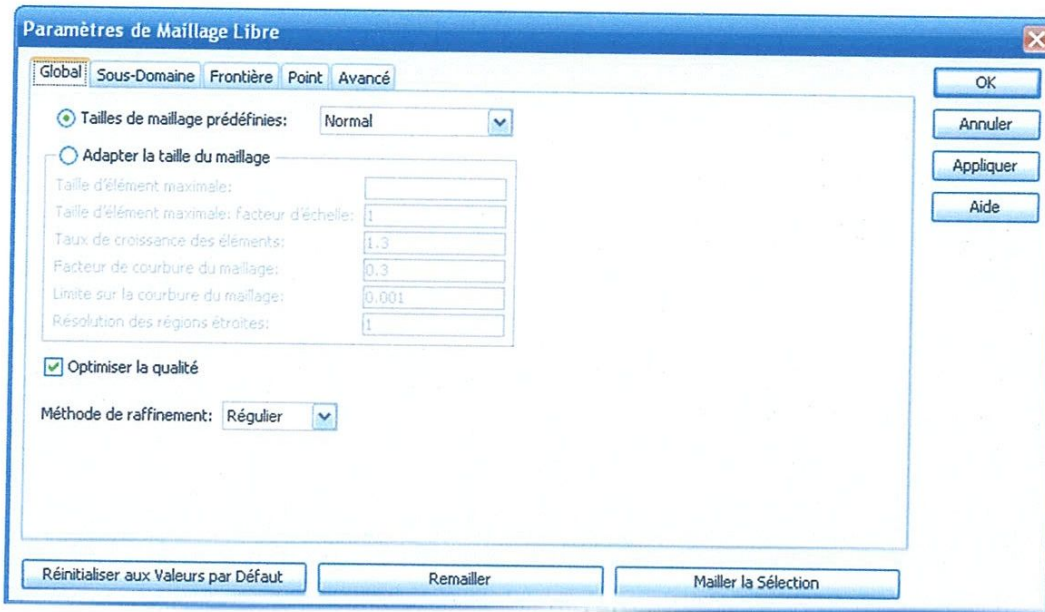 Paramètres de Maillage Libre
Global Sous-Domaine Frontière Point Avancé
Tailles de maillage prédéfinies: Normal
Adapter la taille du maillage
Taille d'élément maximale:
Taille d'élément maximale: facteur d'échelle: 1
Taux de croissance des éléments: 1.3
Facteur de courbure du maillage: 0.3
Limite sur la courbure du maillage: 0.001
Résolution des régions étroites: 1
Optimiser la qualité
Méthode de raffinement: Régulier
OK
Annuler
Appliquer
Aide
Réinitialiser aux Valeurs par Défaut Remailler Mailler la Sélection